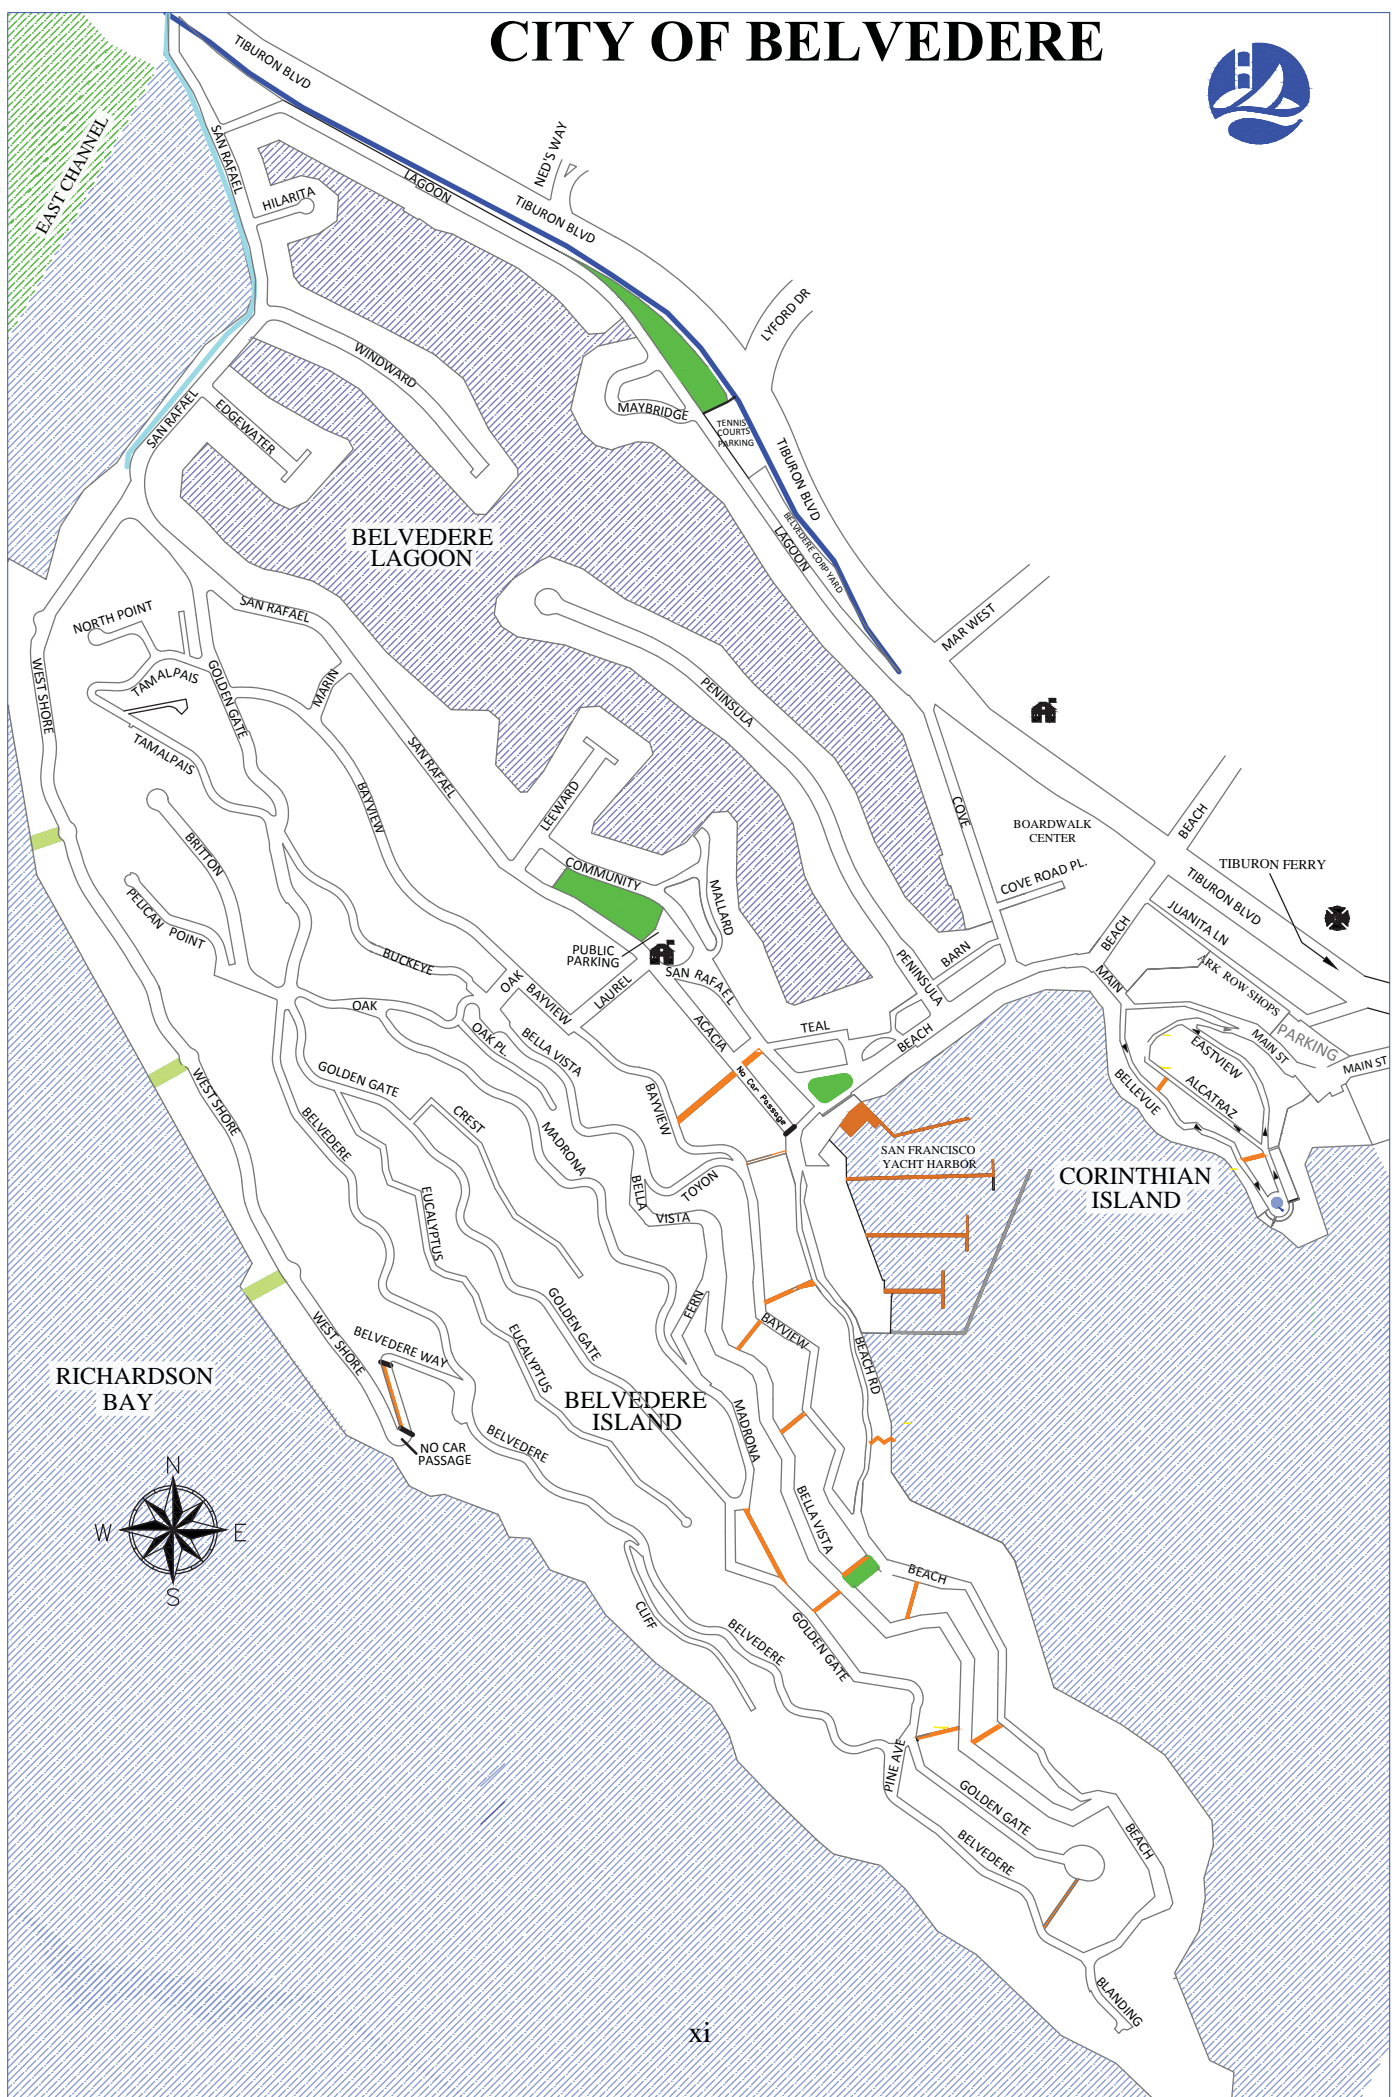 CITY OF BELVEDERE
TIBURON BLVD
EAST CHANNEL
SAN RAFAEL
NED'S WAY
LAGOON
HILARITA
TIBURON BLVD
LYFORD DR
WINDWARD
SAN RAFAEL
EDGEWATER
MAYBRIDGE
TENNIS
COURTS
PARKING
TIBURON BLVD
BELVEDERE
LAGOON
LAGOON
BELVEDERE CORP YARD
NORTH POINT
SAN RAFAEL
MAR WEST
WEST SHORE
TAMALPAIS
GOLDEN GATE
MARIN
PENINSULA
TAMALPAIS
SAN RAFAEL
BAYVIEW
LEEWARD
COVE
BOARDWALK
CENTER
BEACH
BRITTON
COMMUNITY
COVE ROAD PL.
TIBURON FERRY
TIBURON BLVD
PELICAN POINT
MALLARD
JUANITA LN
PUBLIC
PARKING
BUCKEYE
OAK
BAYVIEW
LAUREL
SAN RAFAEL
PENINSULA
BARN
BEACH
MAIN
ARK ROW SHOPS
OAK
OAK PL.
BELLA VISTA
ACACIA
TEAL
BEACH
MAIN ST
PARKING
MAIN ST
EASTVIEW
WEST SHORE
GOLDEN GATE
BELVEDERE
CREST
MADRONA
BAYVIEW
No Car Passage
BELLEVUE
ALCATRAZ
SAN FRANCISCO
YACHT HARBOR
CORINTHIAN
ISLAND
EUCALYPTUS
BELLA
VISTA
TOYON
FERN
GOLDEN GATE
WEST SHORE
BELVEDERE WAY
EUCALYPTUS
BAYVIEW
BEACH RD
RICHARDSON
BAY
BELVEDERE
ISLAND
MADRONA
BELVEDERE
NO CAR
PASSAGE
N
W
E
S
BELLA VISTA
BEACH
CLIFF
BELVEDERE
GOLDEN GATE
PINE AVE
GOLDEN GATE
BELVEDERE
BEACH
BLANDING
xi